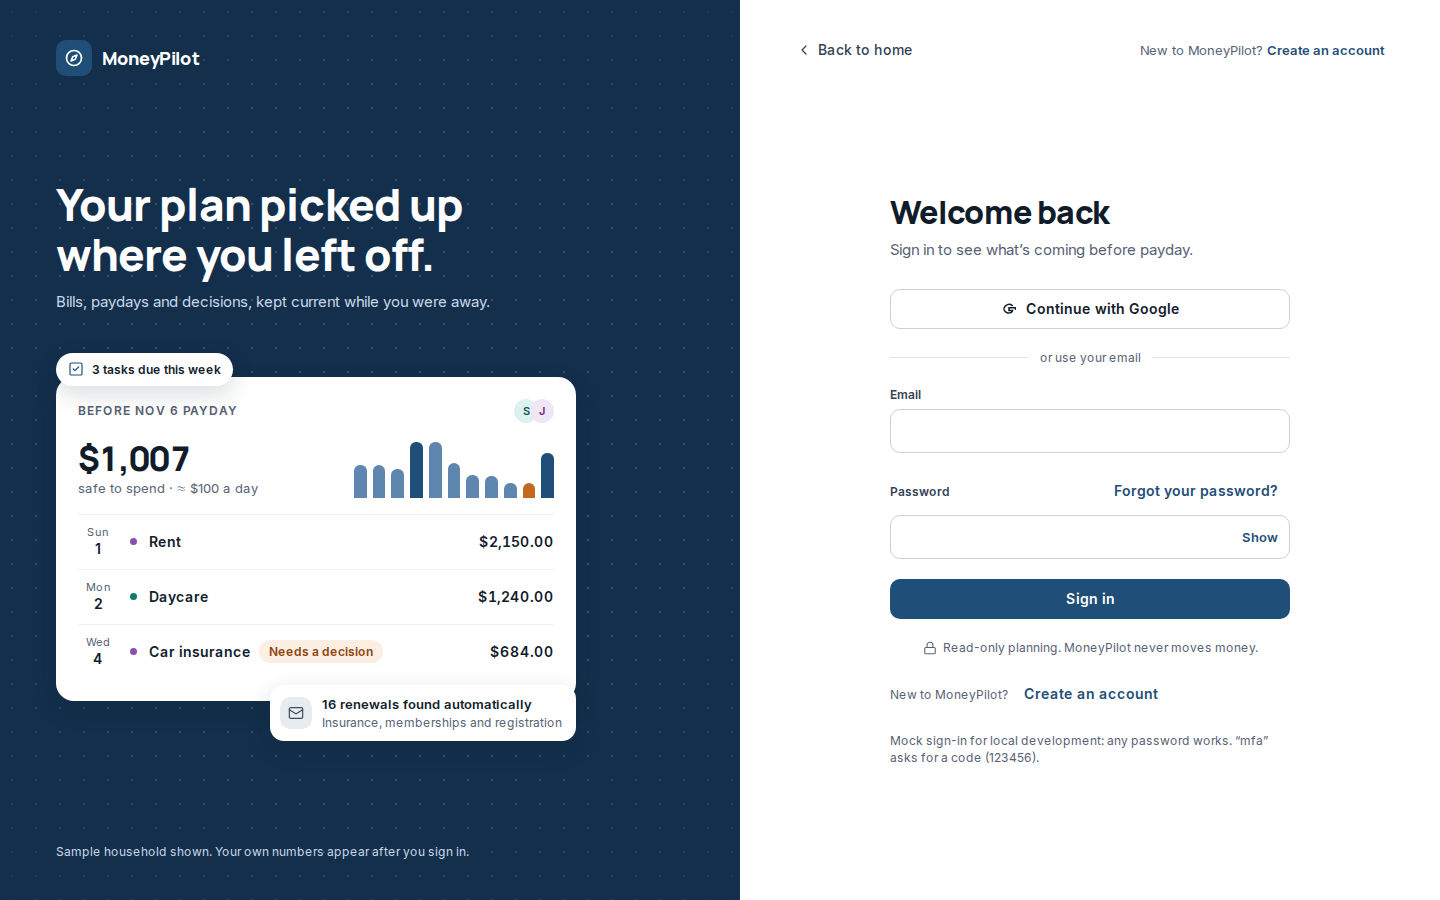 MoneyPilot
Your plan picked up
where you left off.
Bills, paydays and decisions, kept current while you were away.
3 tasks due this week
BEFORE NOV 6 PAYDAY
S J
$1,007
safe to spend · ≈ $100 a day
Sun
1
Rent
$2,150.00
Mon
2
Daycare
$1,240.00
Wed
4
Car insurance
Needs a decision
$684.00
16 renewals found automatically
Insurance, memberships and registration
Sample household shown. Your own numbers appear after you sign in.
Back to home
New to MoneyPilot? Create an account
Welcome back
Sign in to see what’s coming before payday.
Continue with Google
or use your email
Email
Password
Forgot your password?
Show
Sign in
Read-only planning. MoneyPilot never moves money.
New to MoneyPilot? Create an account
Mock sign-in for local development: any password works. “mfa”
asks for a code (123456).